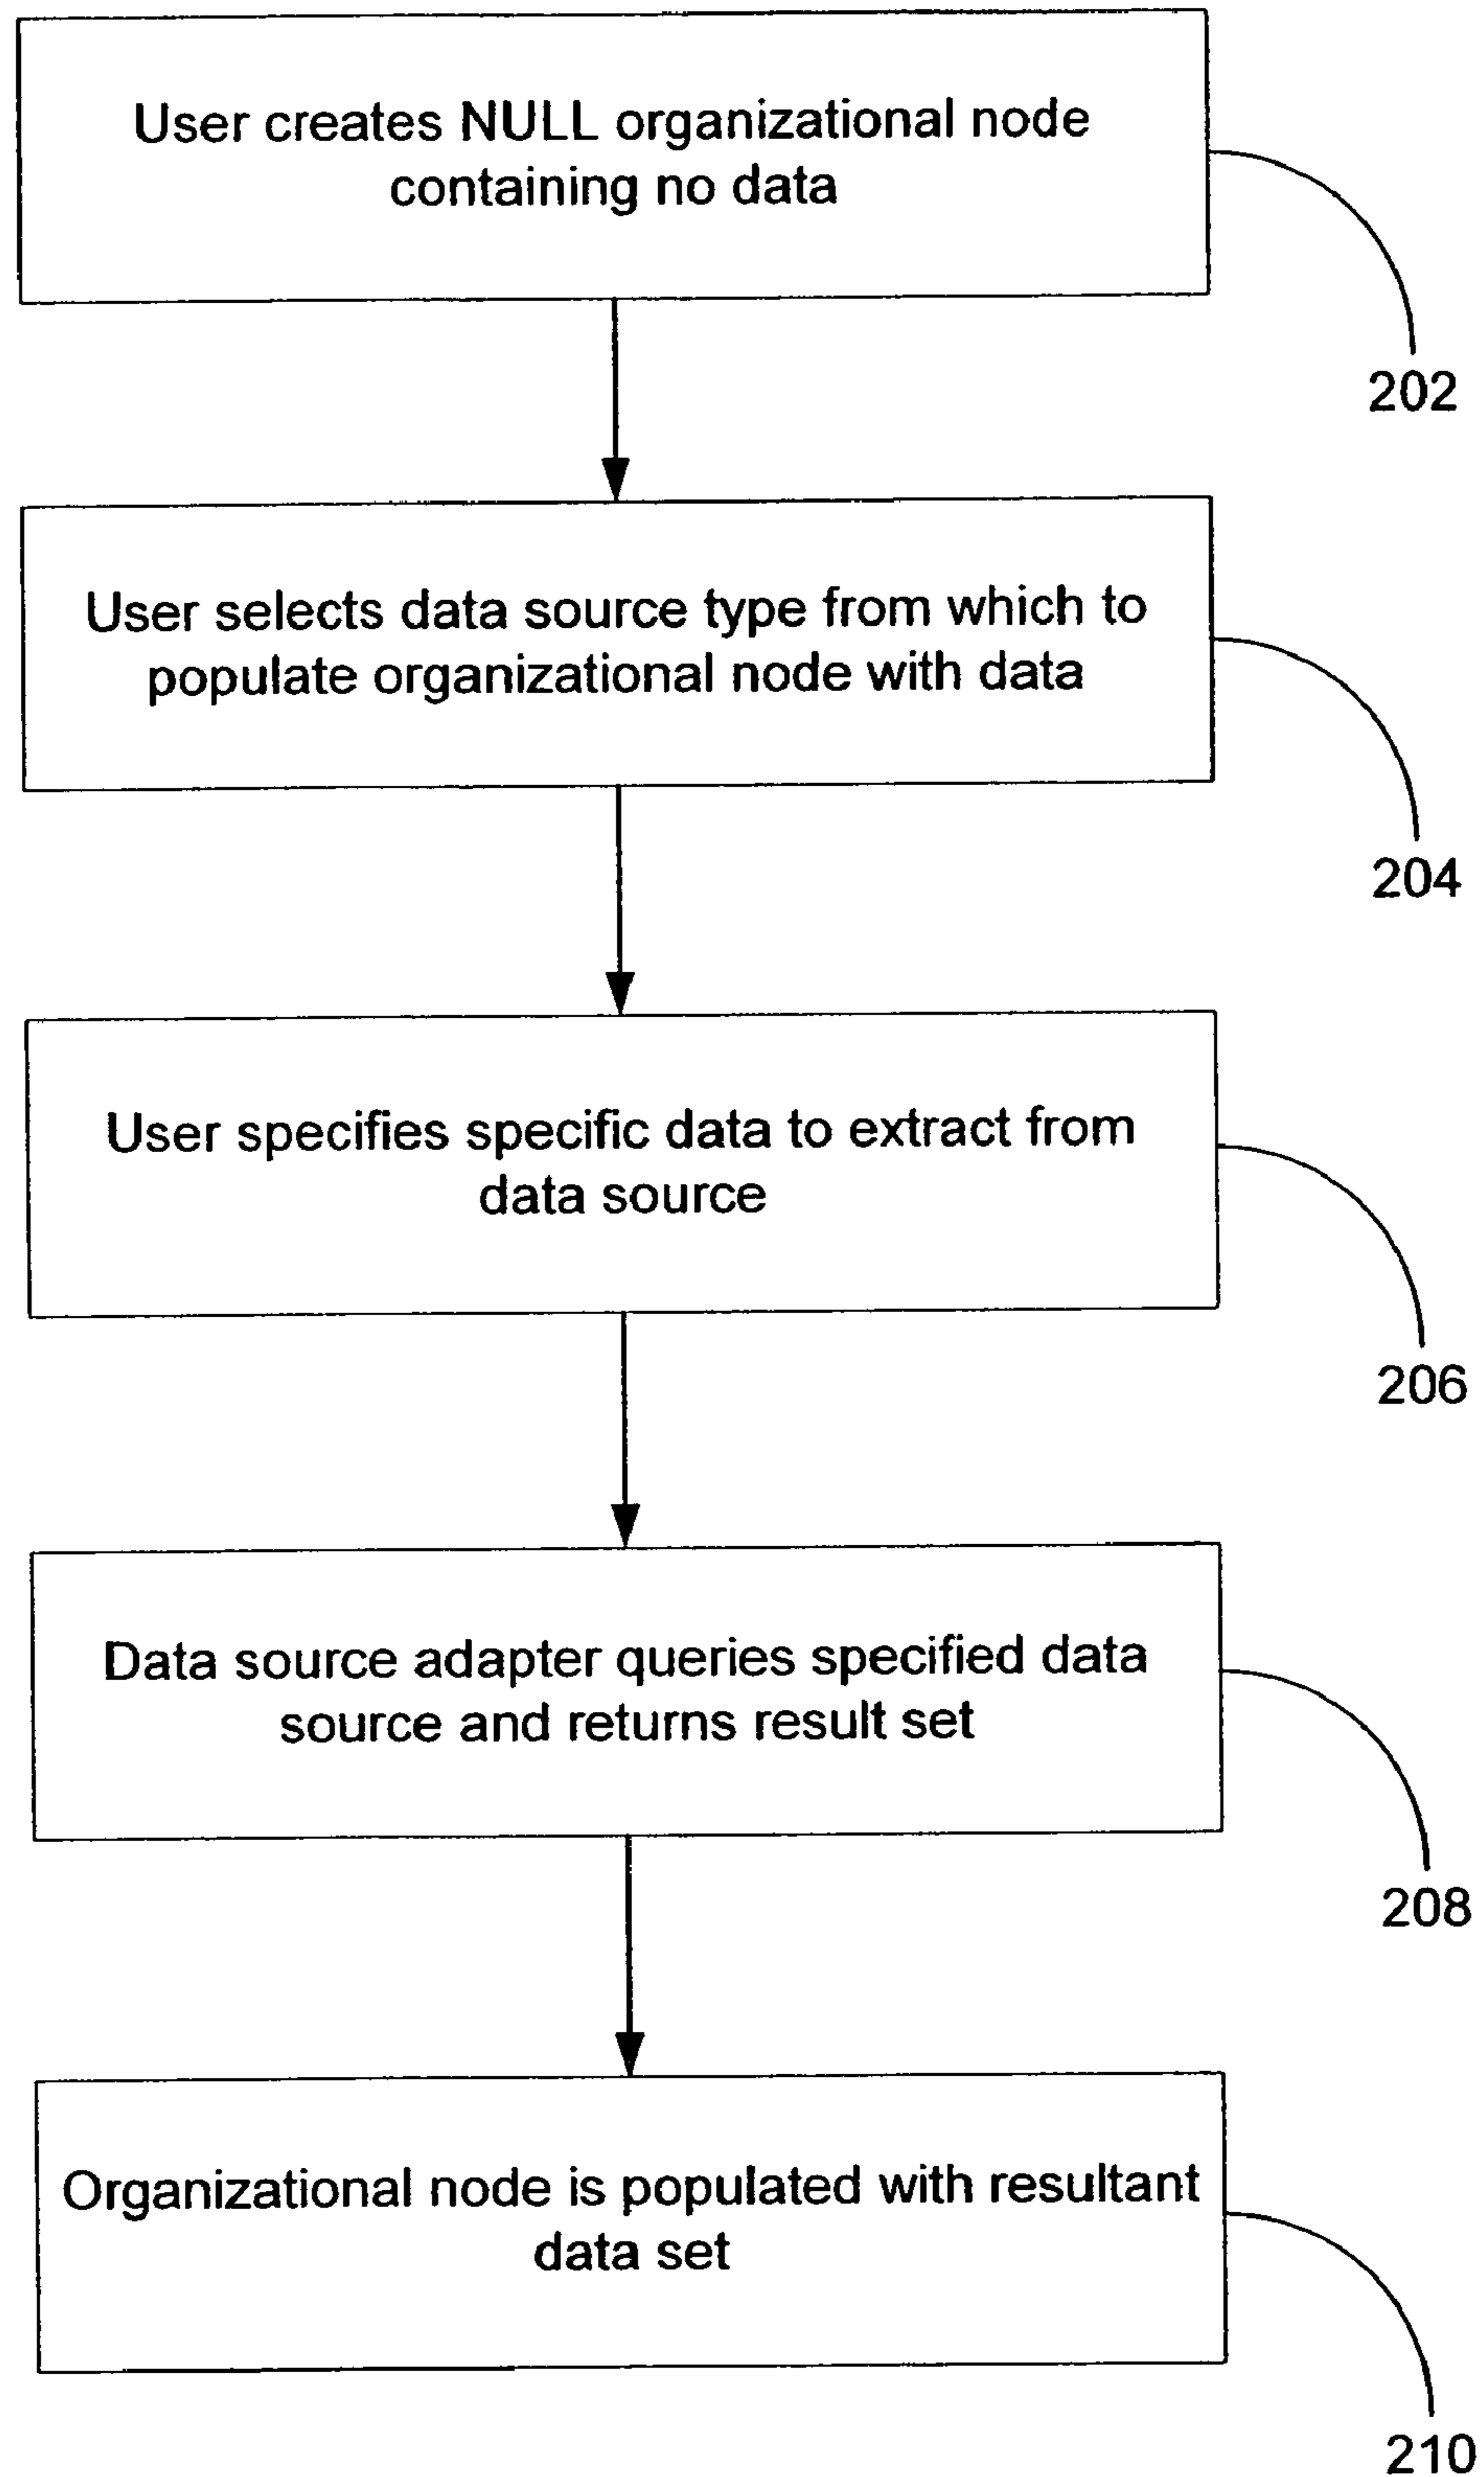 User creates NULL organizational node
containing no data
202
User selects data source type from which to
populate organizational node with data
204
User specifies specific data to extract from
data source
206
Data source adapter queries specified data
source and returns result set
208
Organizational node is populated with resultant
data set
210